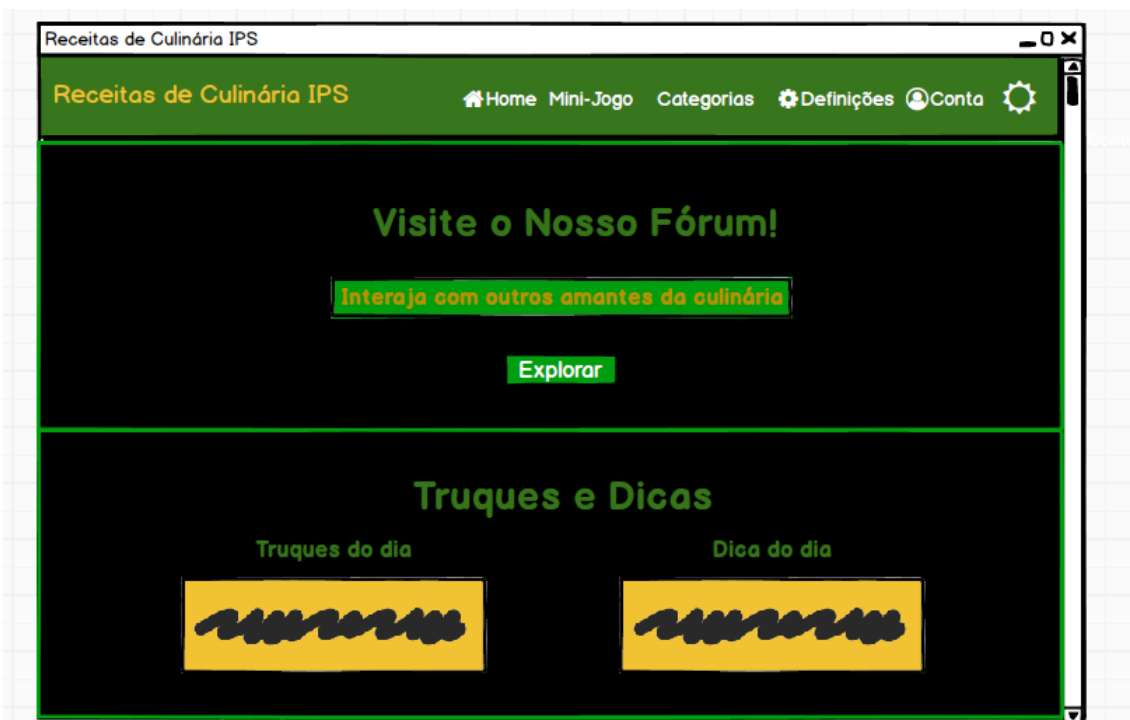 Receitas de Culinária IPS
Receitas de Culinária IPS Home Mini-Jogo Categorias Definições Conta
Visite o Nosso Fórum!
Interaja com outros amantes da culinária
Explorar
Truques e Dicas
Truques do dia Dica do dia